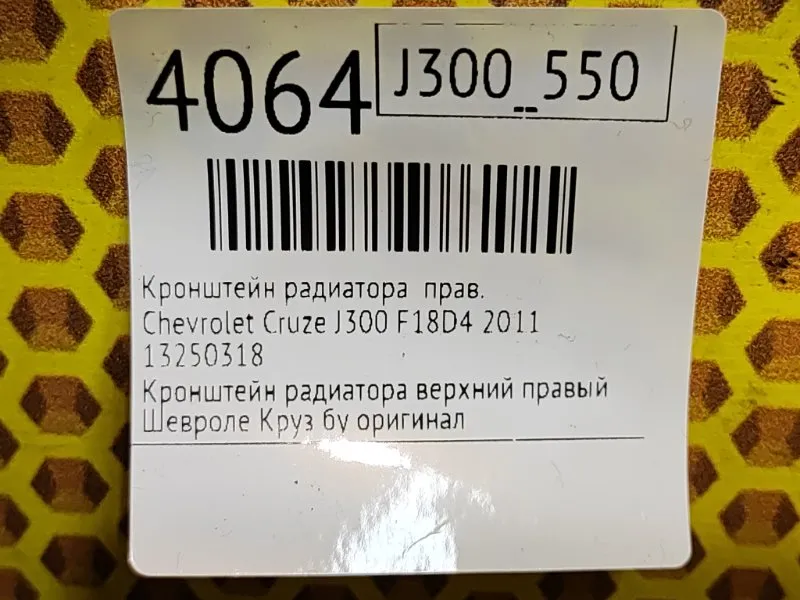 4064
J300_550
Кронштейн радиатора прав.
Chevrolet Cruze J300 F18D4 2011
13250318
Кронштейн радиатора верхний правый
Шевроле Круз бу оригинал